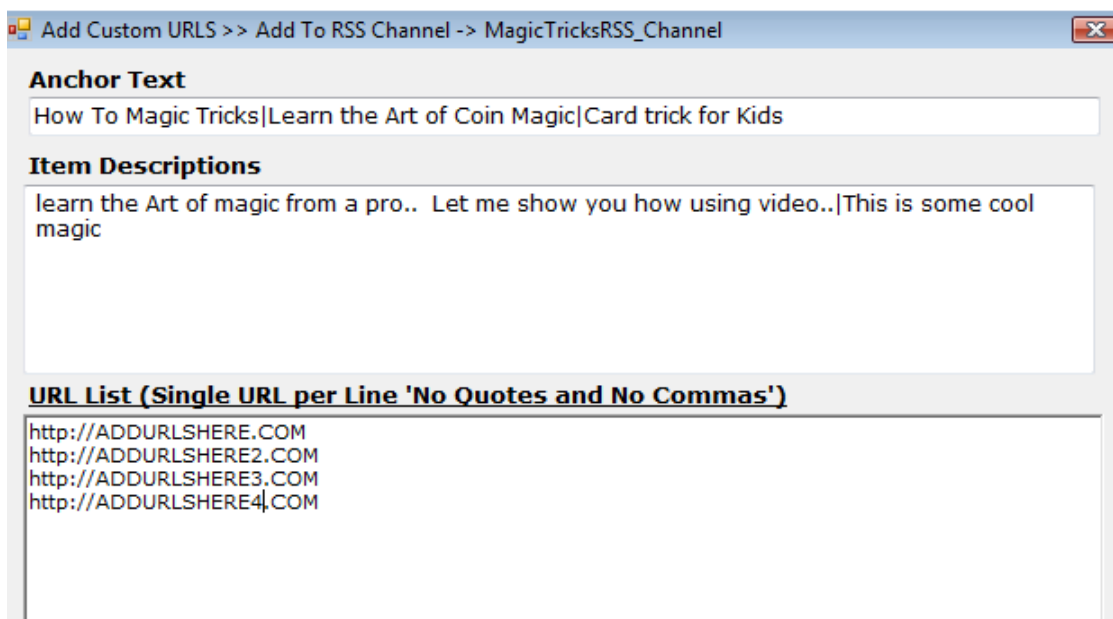 Add Custom URLS >> Add To RSS Channel -> MagicTricksRSS_Channel
Anchor Text
How To Magic Tricks|Learn the Art of Coin Magic|Card trick for Kids
Item Descriptions
learn the Art of magic from a pro..  Let me show you how using video..|This is some cool
magic
URL List (Single URL per Line 'No Quotes and No Commas')
http://ADDURLSHERE.COM
http://ADDURLSHERE2.COM
http://ADDURLSHERE3.COM
http://ADDURLSHERE4.COM